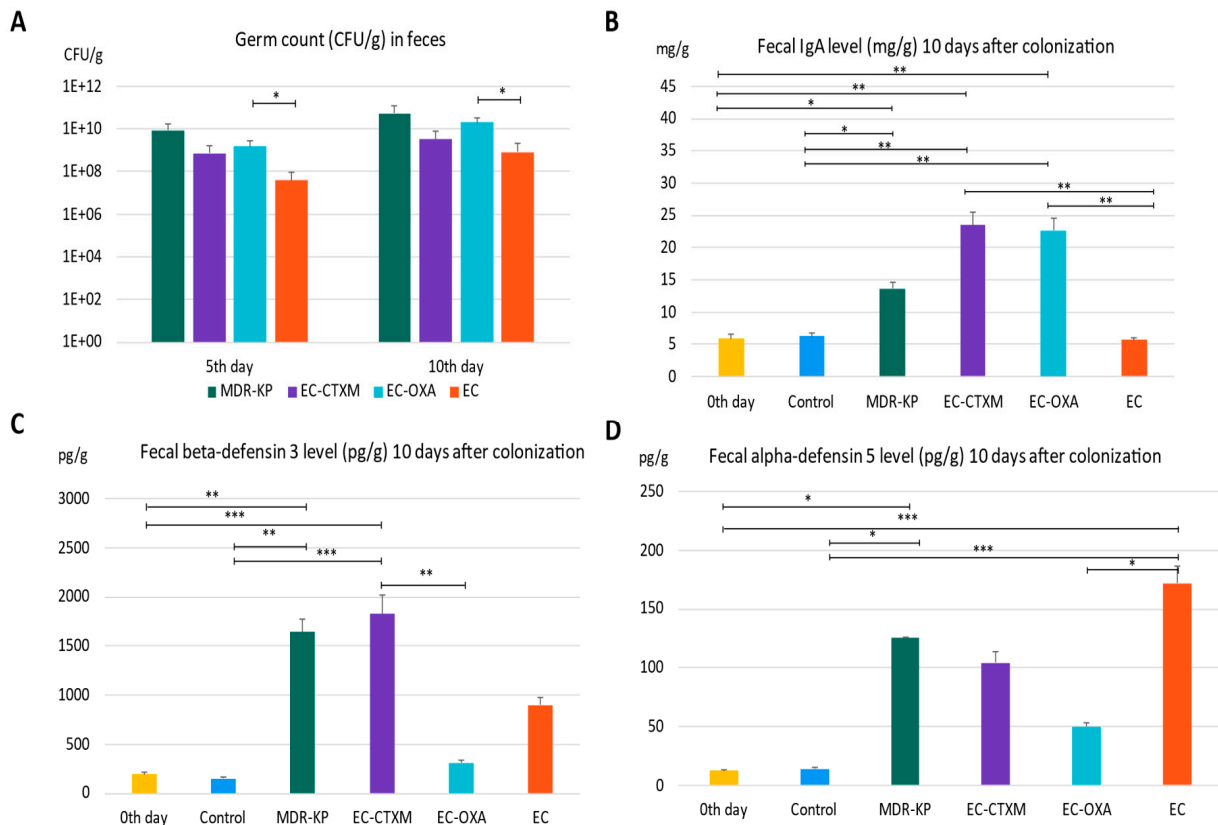 A
Germ count (CFU/g) in feces
CFU/g
1E+12
1E+10
1E+08
1E+06
1E+04
1E+02
1E+00
*
*
5th day 10th day
MDR-KP EC-CTXM EC-OXA EC
B
Fecal IgA level (mg/g) 10 days after colonization
mg/g
45
40
35
30
25
20
15
10
5
0
**
**
*
*
**
**
**
**
0th day Control MDR-KP EC-CTXM EC-OXA EC
C
Fecal beta-defensin 3 level (pg/g) 10 days after colonization
pg/g
3000
2500
2000
1500
1000
500
0
**
***
**
***
**
0th day Control MDR-KP EC-CTXM EC-OXA EC
D
Fecal alpha-defensin 5 level (pg/g) 10 days after colonization
pg/g
250
200
150
100
50
0
*
***
*
***
*
0th day Control MDR-KP EC-CTXM EC-OXA EC